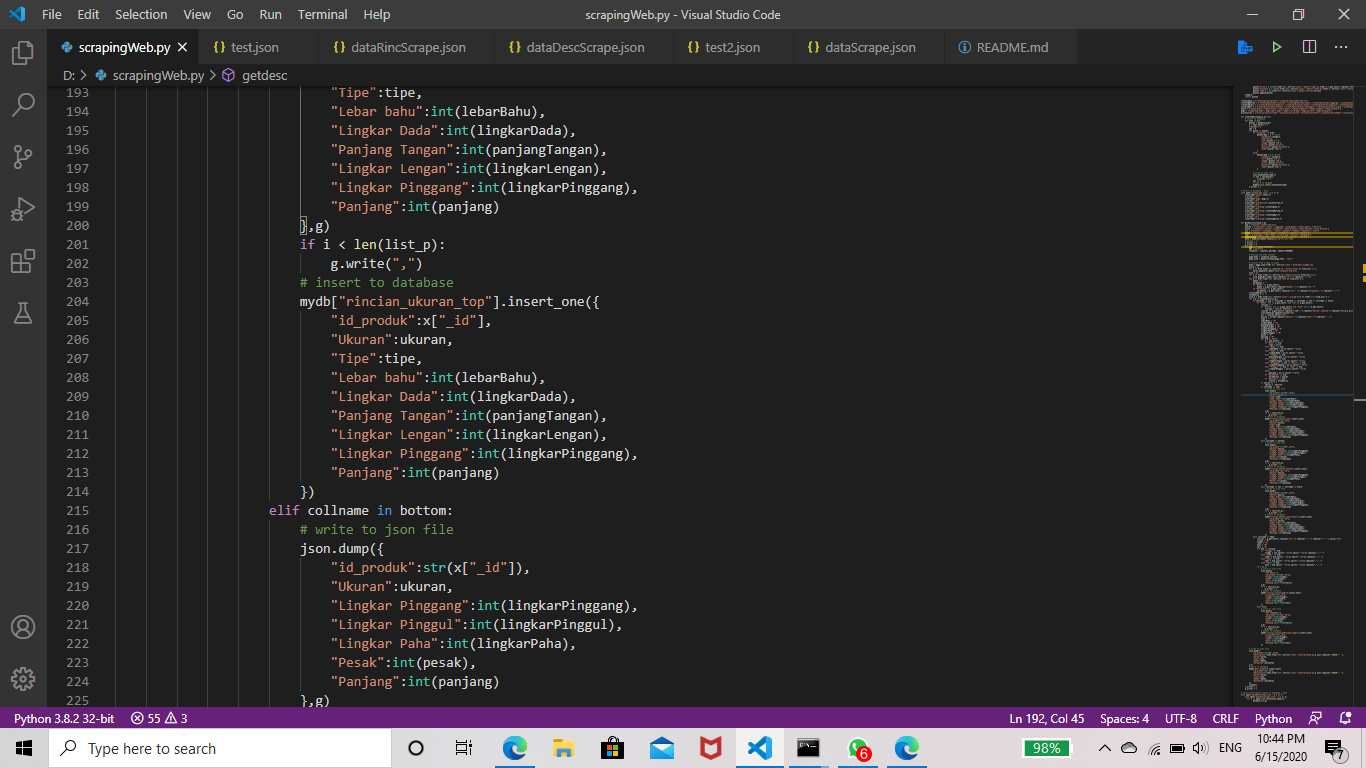 File Edit Selection View Go Run Terminal Help scrapingWeb.py - Visual Studio Code
scrapingWeb.py test.json dataRincScrape.json dataDescScrape.json test2.json dataScrape.json README.md
D: > scrapingWeb.py > getdesc
193 "Tipe":tipe,
194 "Lebar bahu":int(lebarBahu),
195 "Lingkar Dada":int(lingkarDada),
196 "Panjang Tangan":int(panjangTangan),
197 "Lingkar Lengan":int(lingkarLengan),
198 "Lingkar Pinggang":int(lingkarPinggang),
199 "Panjang":int(panjang)
200 },g)
201 if i < len(list_p):
202 g.write(",")
203 # insert to database
204 mydb["rincian_ukuran_top"].insert_one({
205 "id_produk":x["_id"],
206 "Ukuran":ukuran,
207 "Tipe":tipe,
208 "Lebar bahu":int(lebarBahu),
209 "Lingkar Dada":int(lingkarDada),
210 "Panjang Tangan":int(panjangTangan),
211 "Lingkar Lengan":int(lingkarLengan),
212 "Lingkar Pinggang":int(lingkarPinggang),
213 "Panjang":int(panjang)
214 })
215 elif collname in bottom:
216 # write to json file
217 json.dump({
218 "id_produk":str(x["_id"]),
219 "Ukuran":ukuran,
220 "Lingkar Pinggang":int(lingkarPinggang),
221 "Lingkar Pinggul":int(lingkarPinggul),
222 "Lingkar Paha":int(lingkarPaha),
223 "Pesak":int(pesak),
224 "Panjang":int(panjang)
225 },g)
Python 3.8.2 32-bit 55 3 Ln 192, Col 45 Spaces: 4 UTF-8 CRLF Python
Type here to search 6 98% ENG 10:44 PM 7
6/15/2020